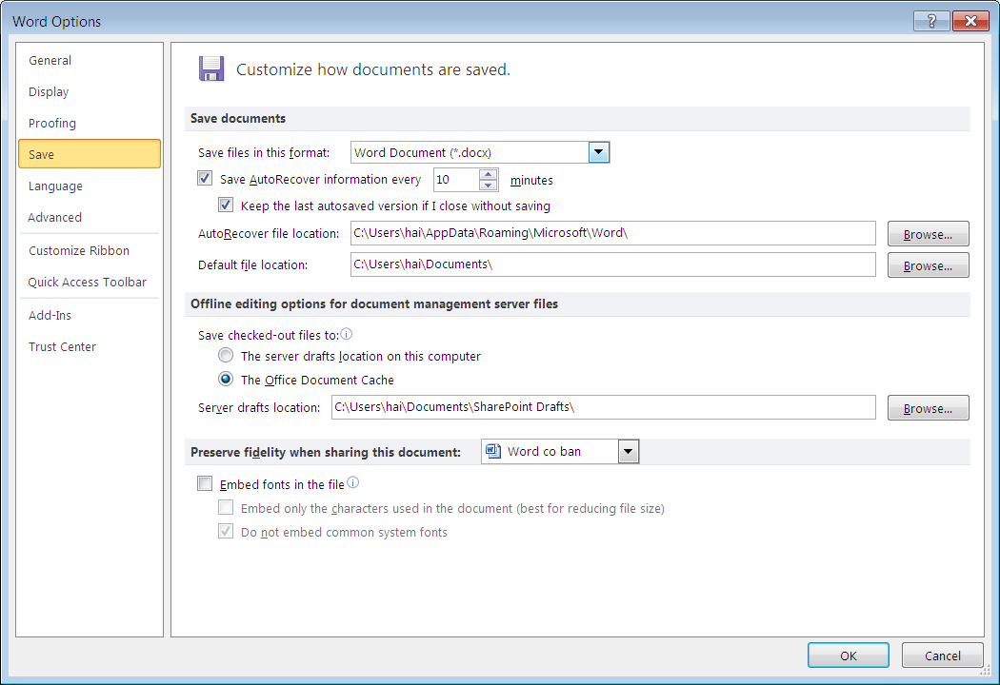 Word Options
General
Display
Proofing
Save
Language
Advanced
Customize Ribbon
Quick Access Toolbar
Add-Ins
Trust Center
Customize how documents are saved.
Save documents
Save files in this format: Word Document (*.docx)
Save AutoRecover information every 10 minutes
Keep the last autosaved version if I close without saving
AutoRecover file location: C:\Users\hai\AppData\Roaming\Microsoft\Word\ Browse...
Default file location: C:\Users\hai\Documents\ Browse...
Offline editing options for document management server files
Save checked-out files to:
The server drafts location on this computer
The Office Document Cache
Server drafts location: C:\Users\hai\Documents\SharePoint Drafts\ Browse...
Preserve fidelity when sharing this document: Word co ban
Embed fonts in the file
Embed only the characters used in the document (best for reducing file size)
Do not embed common system fonts
OK Cancel